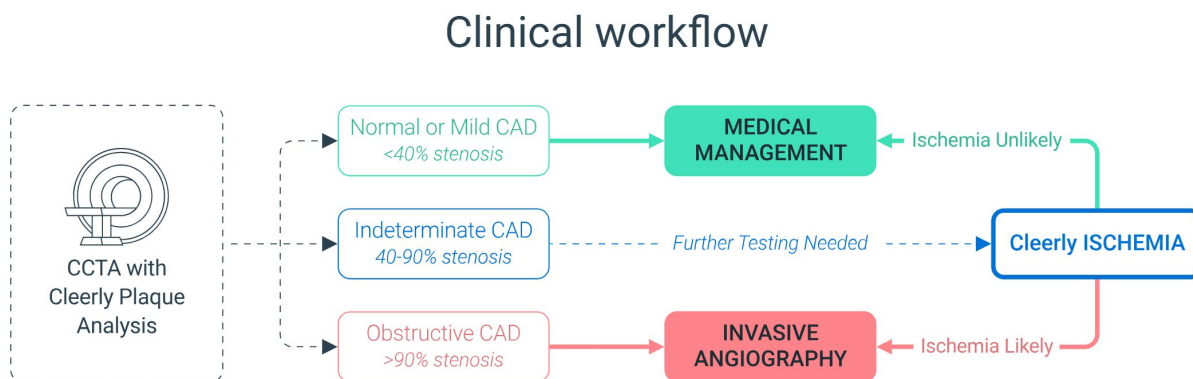 Clinical workflow
CCTA with
Cleerly Plaque
Analysis
Normal or Mild CAD
<40% stenosis
MEDICAL
MANAGEMENT
Ischemia Unlikely
Indeterminate CAD
40-90% stenosis
Further Testing Needed
Cleerly ISCHEMIA
Obstructive CAD
>90% stenosis
INVASIVE
ANGIOGRAPHY
Ischemia Likely